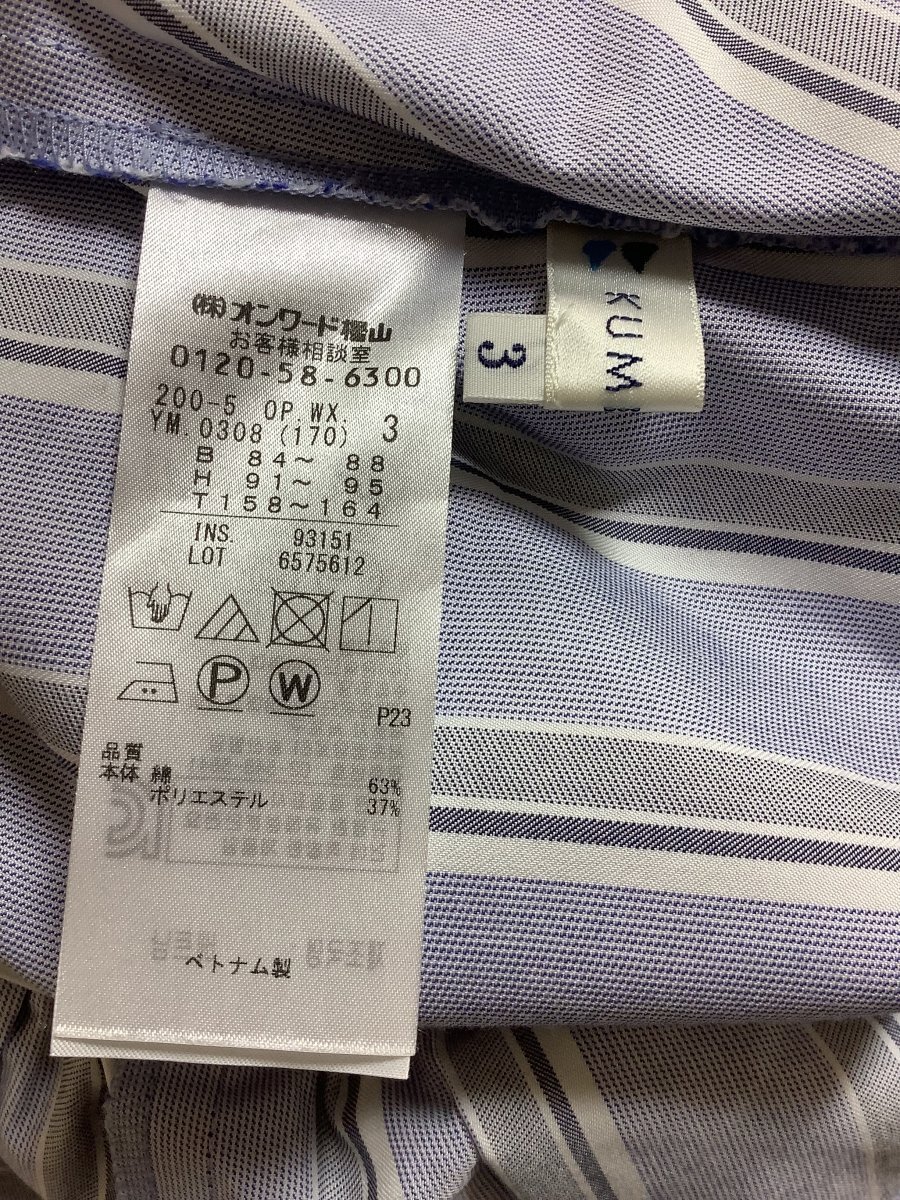 (株)オンワード樫山
お客様相談室
0120-58-6300
200-5 OP.WX.
YM.0308 (170) 3
B 84～ 88
H 91～ 95
T158～164
INS. 93151
LOT 6575612
P
W
P23
品質
本体 綿 63%
ポリエステル 37%
ベトナム製
3
KUM